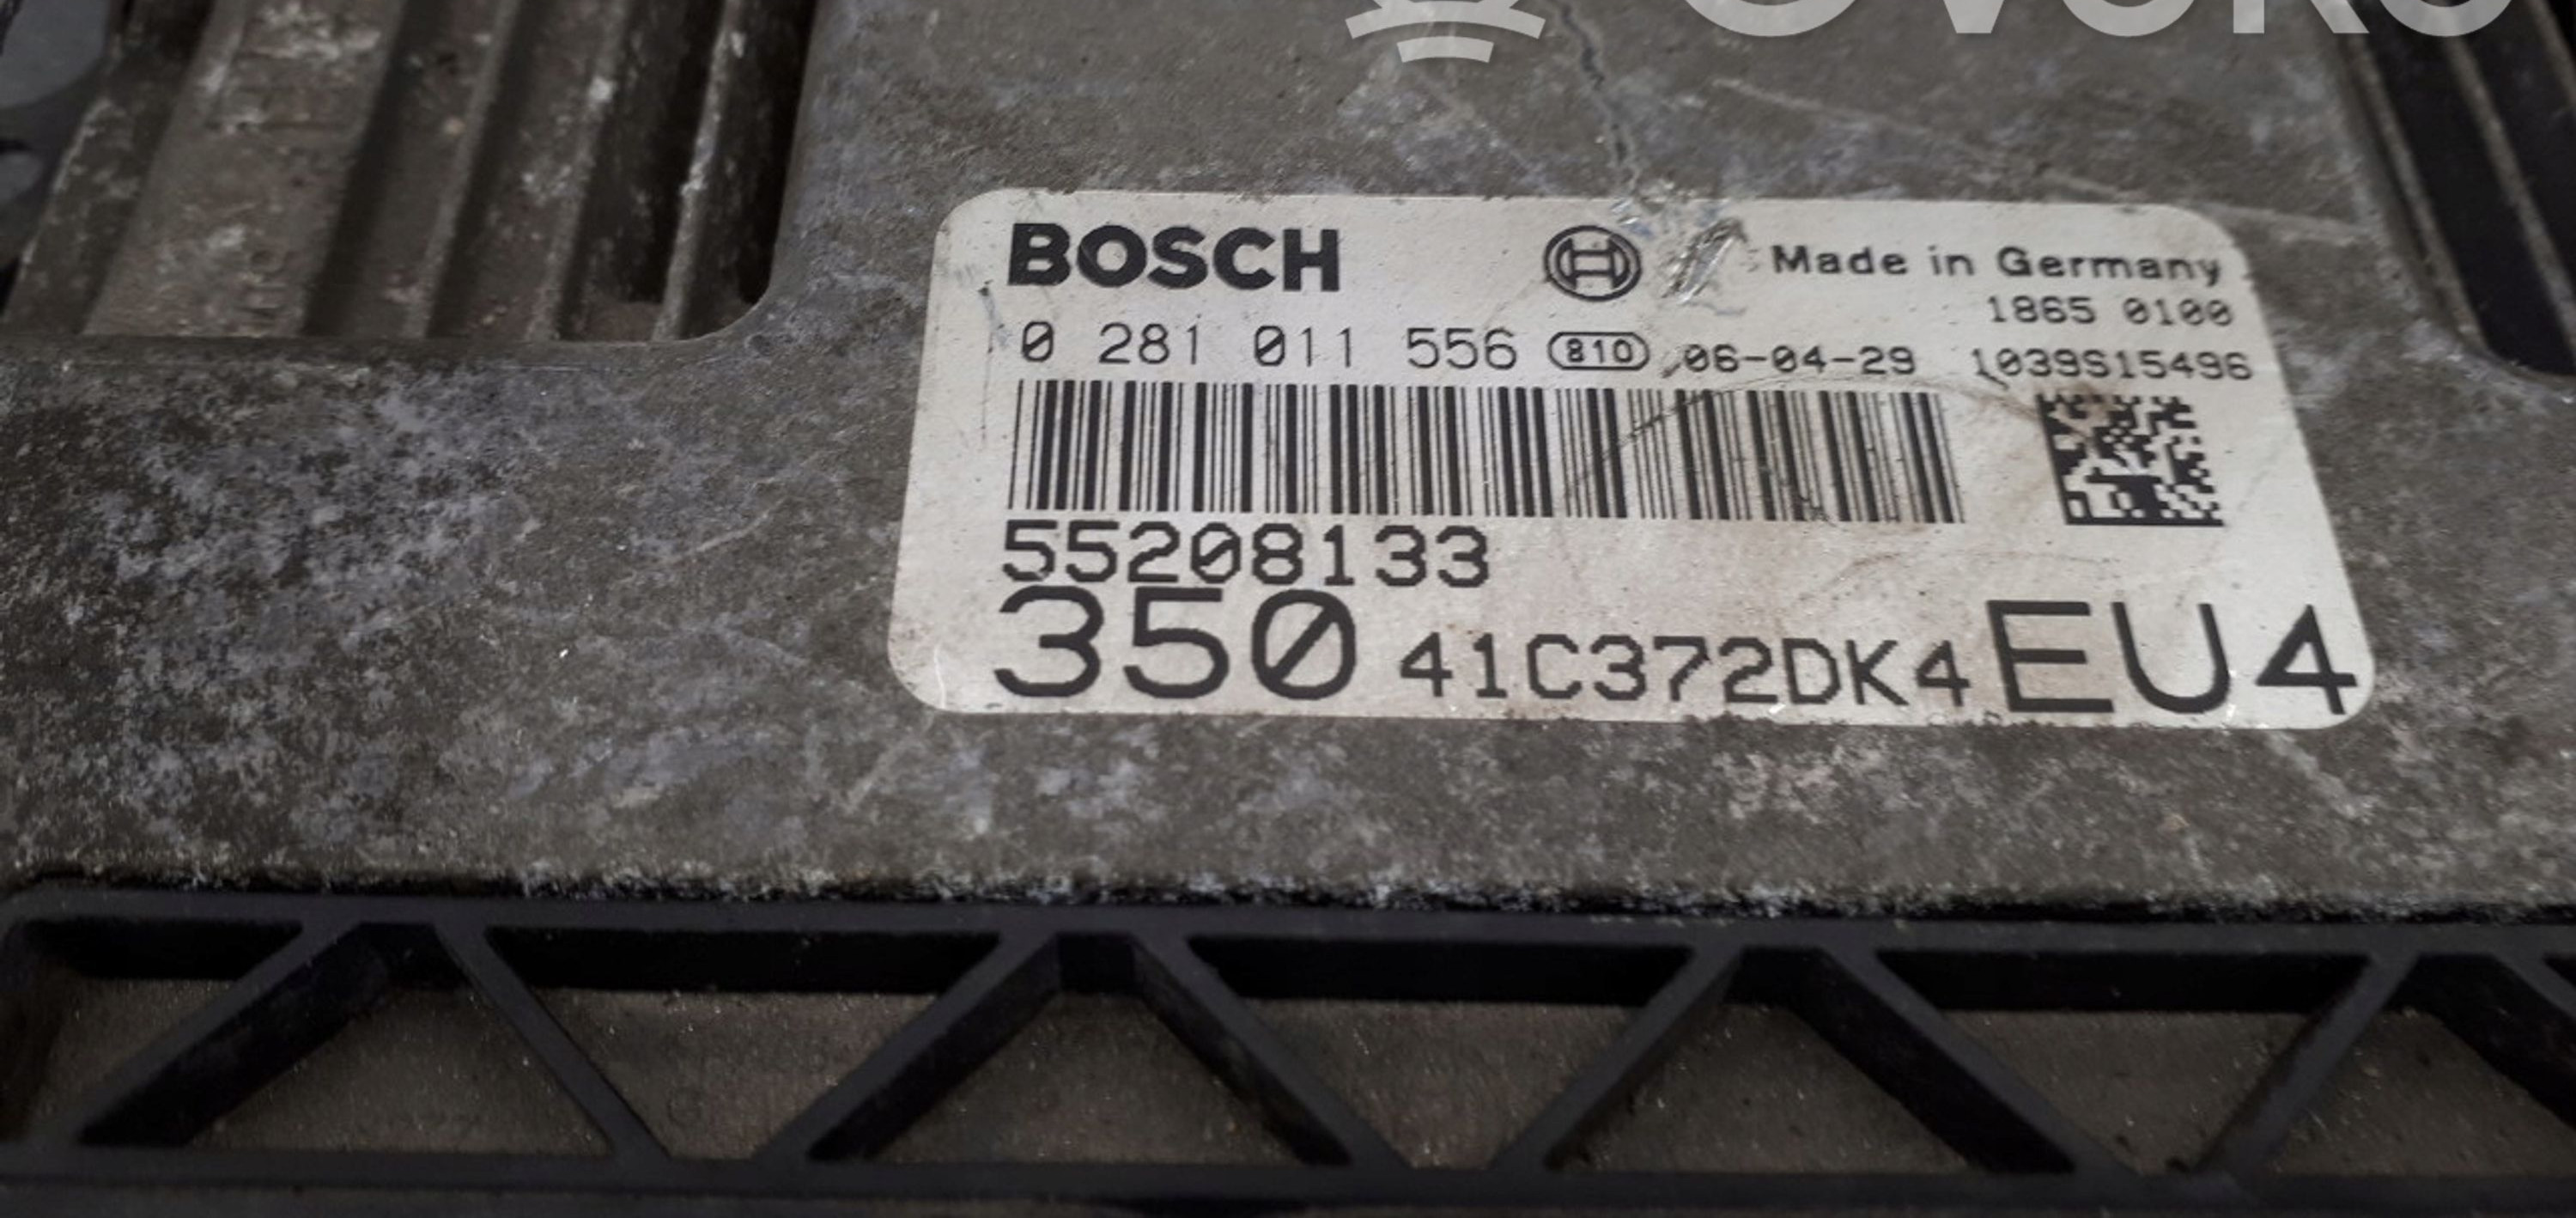 BOSCH
Made in Germany
1865 0100
0 281 011 556 810 06-04-29 1039S15496
55208133
350 41C372DK4 EU4